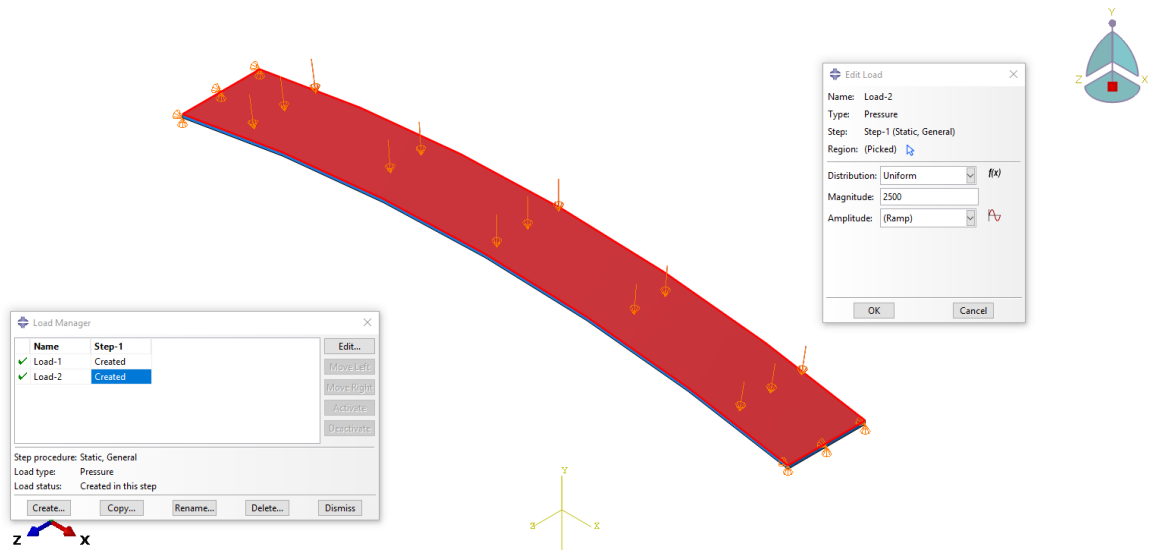 Y
Z
X
Edit Load
Name: Load-2
Type: Pressure
Step: Step-1 (Static, General)
Region: (Picked)
Distribution: Uniform f(x)
Magnitude: 2500
Amplitude: (Ramp)
OK Cancel
Load Manager
Name Step-1
Load-1 Created
Load-2 Created
Edit...
Move Left
Move Right
Activate
Deactivate
Step procedure: Static, General
Load type: Pressure
Load status: Created in this step
Create... Copy... Rename... Delete... Dismiss
Z X
Y
Z X